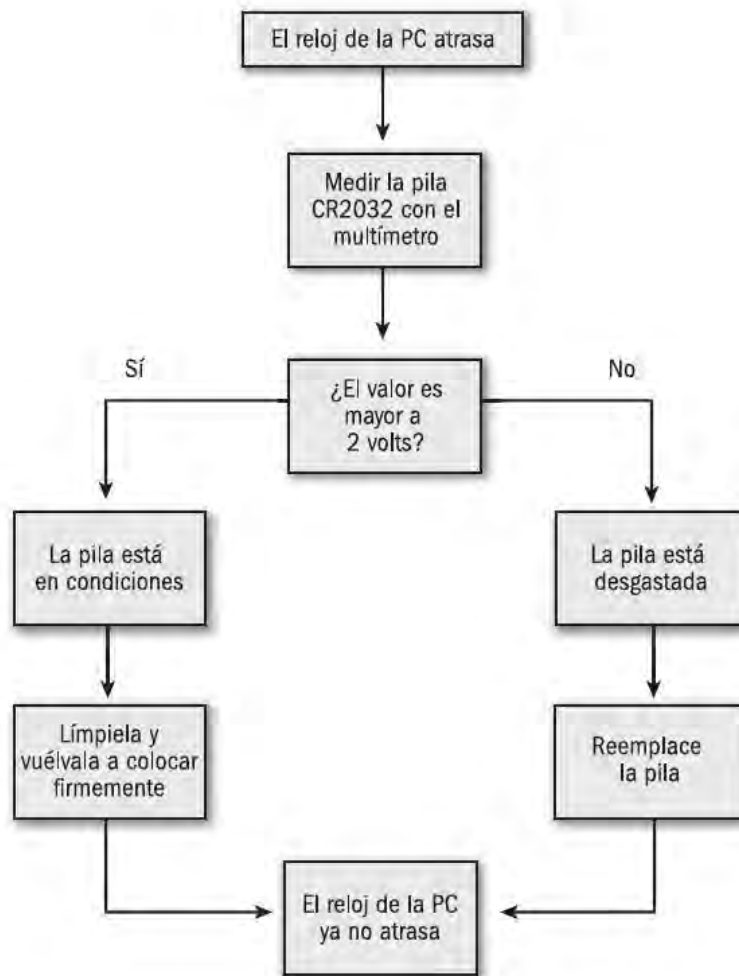 El reloj de la PC atrasa
Medir la pila
CR2032 con el
multímetro
Sí
No
¿El valor es
mayor a
2 volts?
La pila está
en condiciones
La pila está
desgastada
Límpiela y
vuélvala a colocar
firmemente
Reemplace
la pila
El reloj de la PC
ya no atrasa